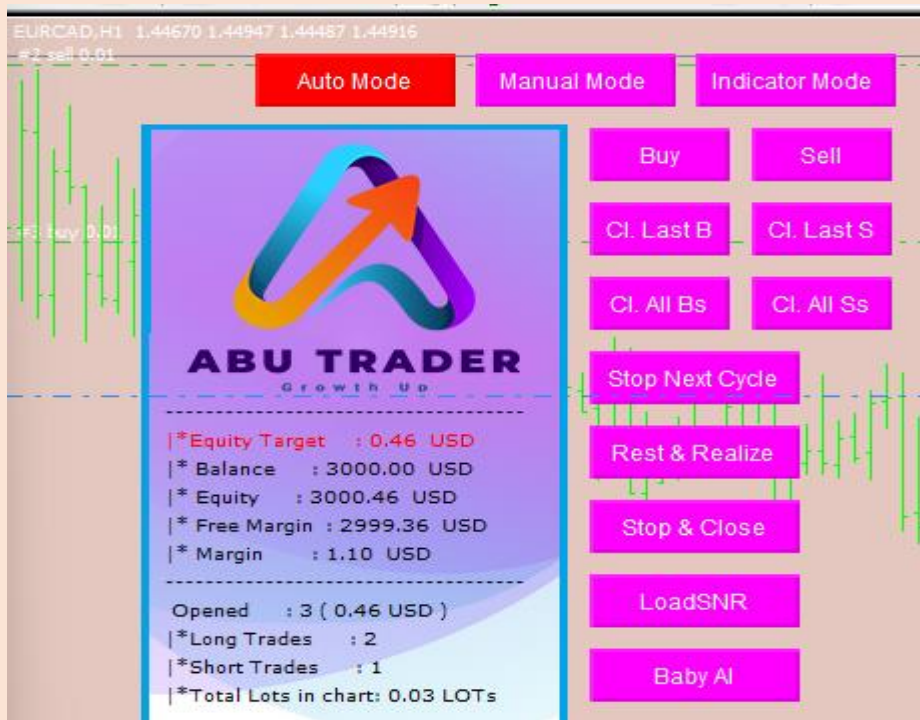 EURCAD,H1 1.44670 1.44947 1.44487 1.44916
#2 sell 0.01
Auto Mode
Manual Mode
Indicator Mode
Buy
Sell
#3 buy 0.01
Cl. Last B
Cl. Last S
Cl. All Bs
Cl. All Ss
ABU TRADER
Growth Up
Stop Next Cycle
----------------------------------
|*Equity Target : 0.46 USD
|* Balance : 3000.00 USD
|* Equity : 3000.46 USD
|* Free Margin : 2999.36 USD
|* Margin : 1.10 USD
----------------------------------
Opened : 3 ( 0.46 USD )
|*Long Trades : 2
|*Short Trades : 1
|*Total Lots in chart: 0.03 LOTs
Rest & Realize
Stop & Close
LoadSNR
Baby AI